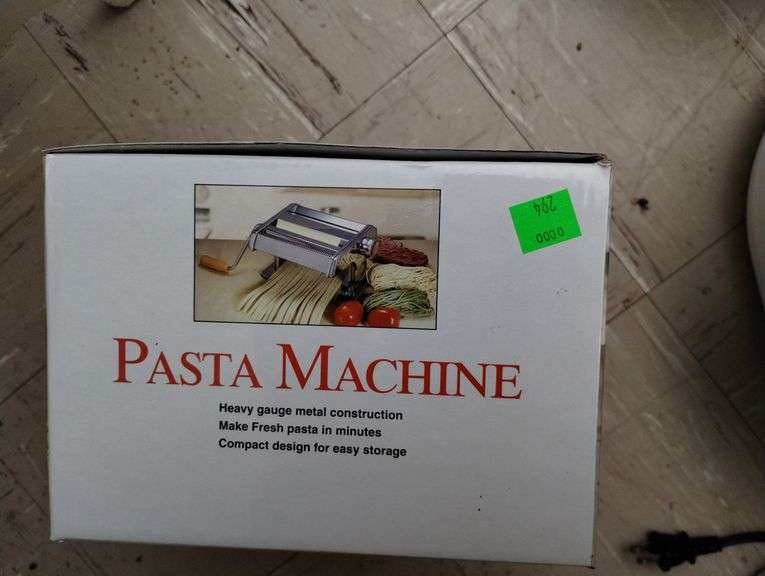 294
0000
PASTA MACHINE
Heavy gauge metal construction
Make Fresh pasta in minutes
Compact design for easy storage